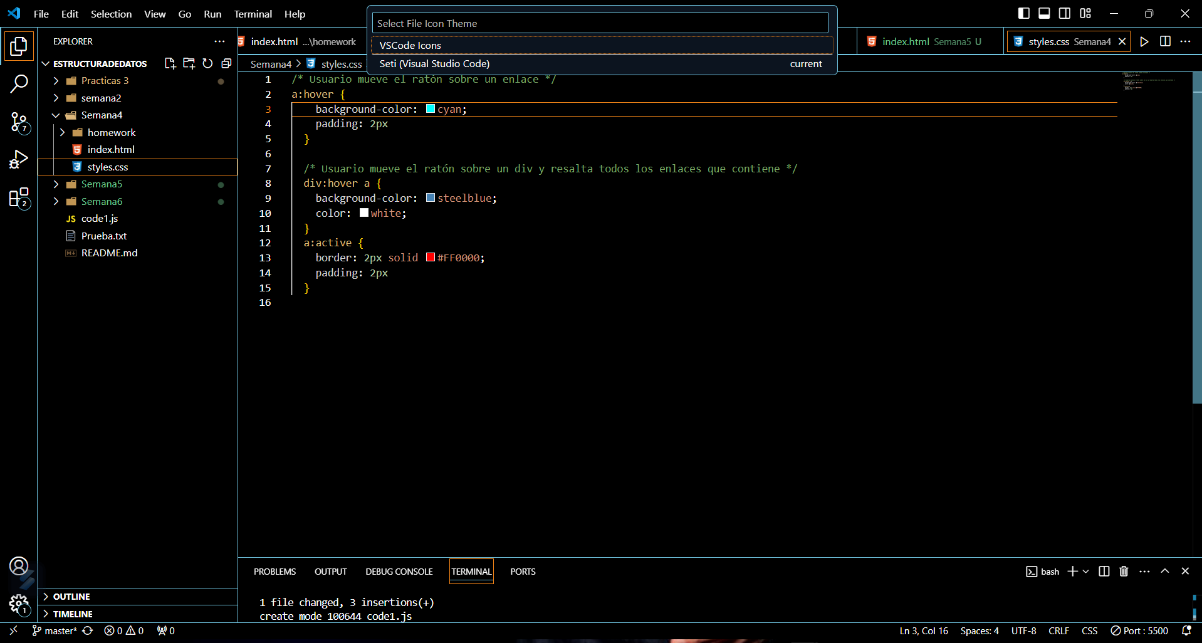 File Edit Selection View Go Run Terminal Help
Select File Icon Theme
VSCode Icons
Seti (Visual Studio Code) current
EXPLORER
index.html ...\homework
index.html Semana5 U
styles.css Semana4
ESTRUCTURADEDATOS
Semana4 > styles.css
Practicas 3
semana2
Semana4
homework
index.html
styles.css
Semana5
Semana6
code1.js
Prueba.txt
README.md
1 /* Usuario mueve el ratón sobre un enlace */
2 a:hover {
3 background-color: cyan;
4 padding: 2px
5 }
6
7 /* Usuario mueve el ratón sobre un div y resalta todos los enlaces que contiene */
8 div:hover a {
9 background-color: steelblue;
10 color: white;
11 }
12 a:active {
13 border: 2px solid #FF0000;
14 padding: 2px
15 }
16
7
2
PROBLEMS OUTPUT DEBUG CONSOLE TERMINAL PORTS
bash
1 file changed, 3 insertions(+)
create mode 100644 code1.js
OUTLINE
TIMELINE
1
master* 0 0 0
Ln 3, Col 16 Spaces: 4 UTF-8 CRLF CSS Port : 5500